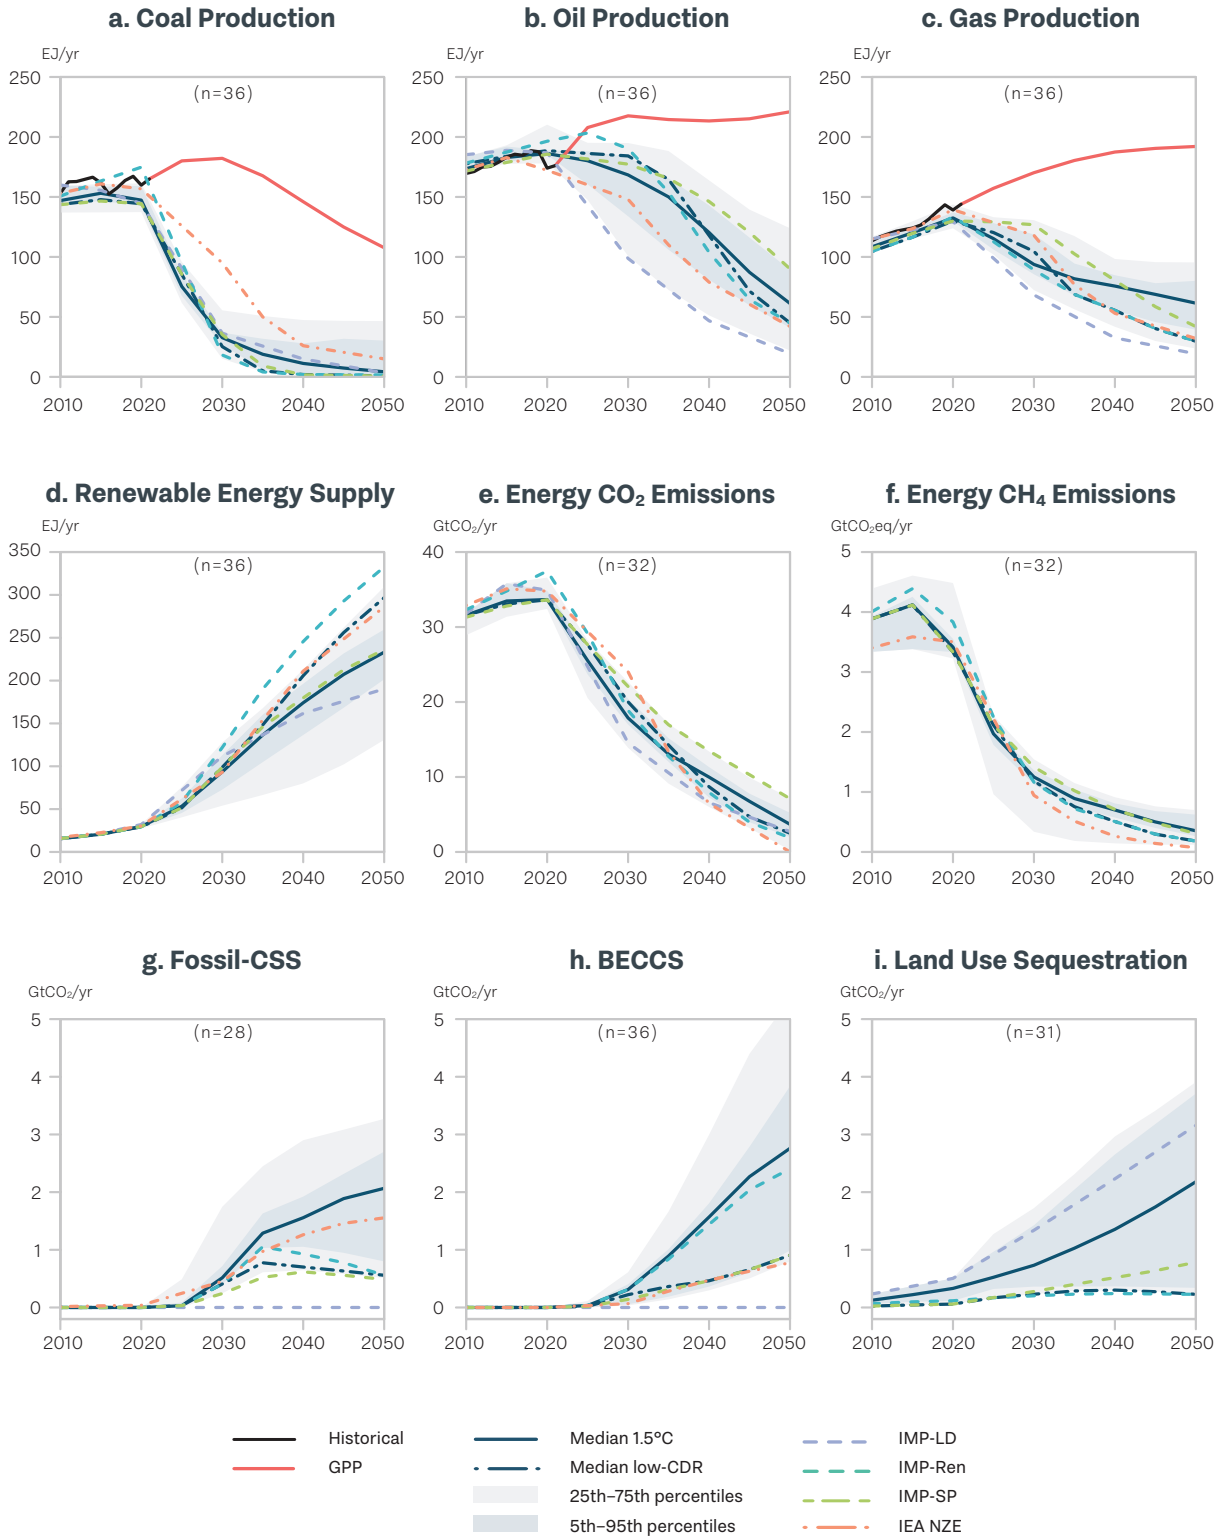 a. Coal Production
b. Oil Production
c. Gas Production
EJ/yr
EJ/yr
EJ/yr
250
200
150
100
50
0
(n=36)
2010 2020 2030 2040 2050
250
200
150
100
50
0
(n=36)
2010 2020 2030 2040 2050
250
200
150
100
50
0
(n=36)
2010 2020 2030 2040 2050
d. Renewable Energy Supply
e. Energy CO₂ Emissions
f. Energy CH₄ Emissions
EJ/yr
GtCO₂/yr
GtCO₂eq/yr
350
300
250
200
150
100
50
0
(n=36)
2010 2020 2030 2040 2050
40
30
20
10
0
(n=32)
2010 2020 2030 2040 2050
5
4
3
2
1
0
(n=32)
2010 2020 2030 2040 2050
g. Fossil-CSS
h. BECCS
i. Land Use Sequestration
GtCO₂/yr
GtCO₂/yr
GtCO₂/yr
5
4
3
2
1
0
(n=28)
2010 2020 2030 2040 2050
5
4
3
2
1
0
(n=36)
2010 2020 2030 2040 2050
5
4
3
2
1
0
(n=31)
2010 2020 2030 2040 2050
Historical
GPP
Median 1.5°C
Median low-CDR
25th–75th percentiles
5th–95th percentiles
IMP-LD
IMP-Ren
IMP-SP
IEA NZE